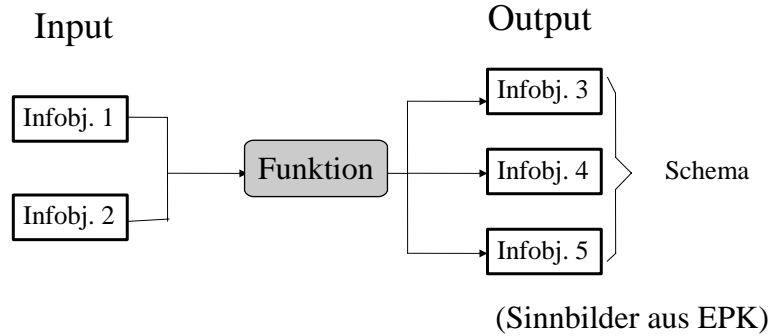 Input
Output
Infobj. 1
Infobj. 2
Funktion
Infobj. 3
Infobj. 4
Infobj. 5
Schema
(Sinnbilder aus EPK)